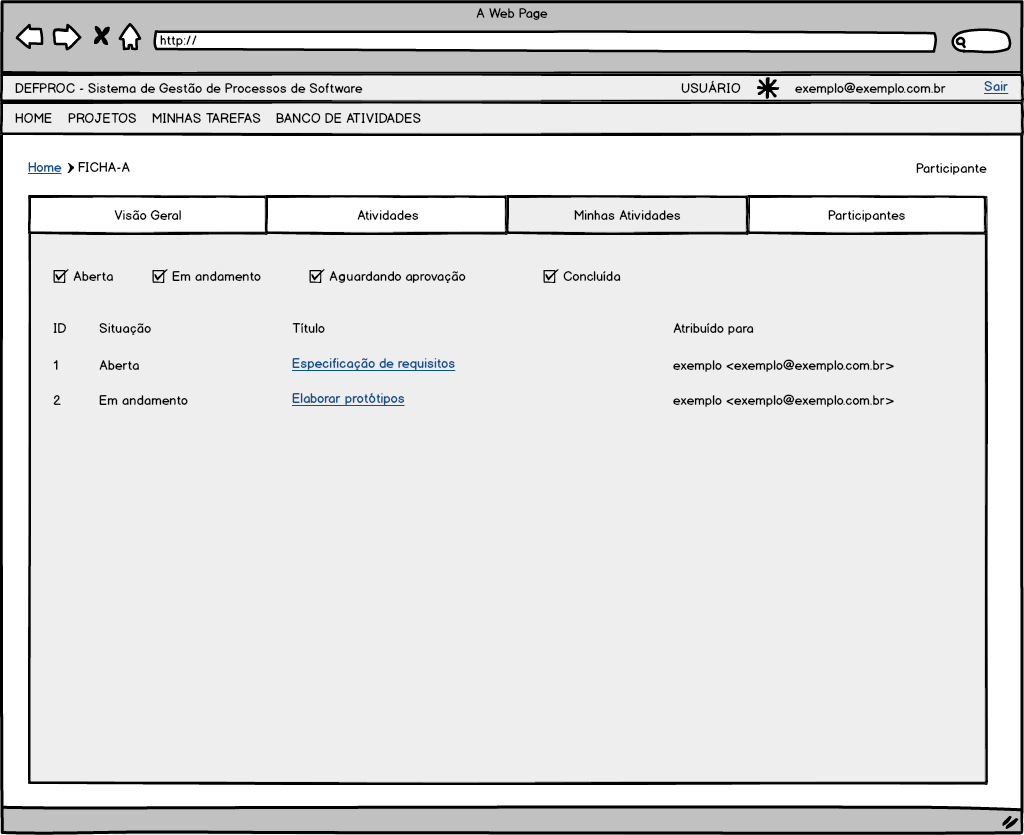 A Web Page
http://
DEFPROC - Sistema de Gestão de Processos de Software USUÁRIO exemplo@exemplo.com.br Sair
HOME PROJETOS MINHAS TAREFAS BANCO DE ATIVIDADES
Home FICHA-A Participante
Visão Geral Atividades Minhas Atividades Participantes
Aberta Em andamento Aguardando aprovação Concluída
ID Situação Título Atribuído para
1 Aberta Especificação de requisitos exemplo <exemplo@exemplo.com.br>
2 Em andamento Elaborar protótipos exemplo <exemplo@exemplo.com.br>